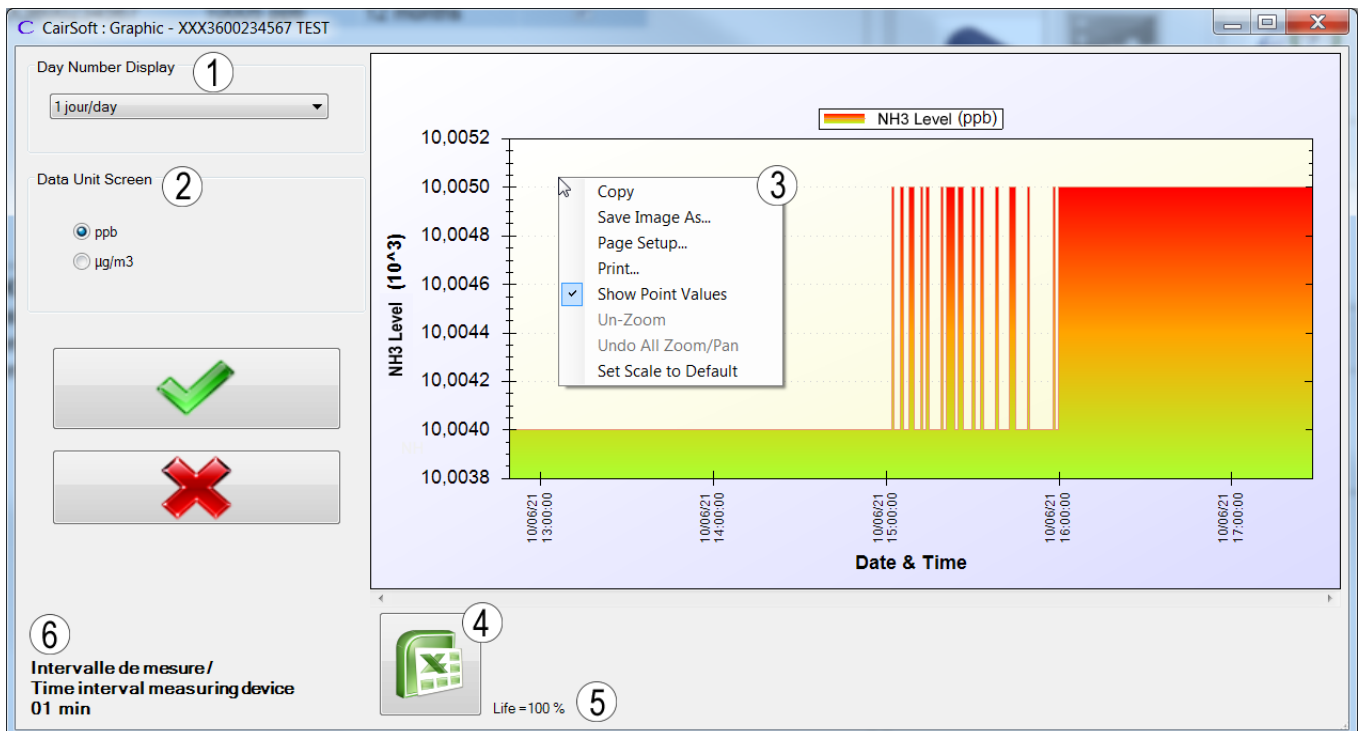 C CairSoft : Graphic - XXX3600234567 TEST
Day Number Display
1
1 jour/day
Data Unit Screen
2
ppb
µg/m3
NH3 Level (ppb)
10,0052
10,0050
10,0048
10,0046
10,0044
10,0042
10,0040
10,0038
NH3 Level (10^3)
3
Copy
Save Image As...
Page Setup...
Print...
Show Point Values
Un-Zoom
Undo All Zoom/Pan
Set Scale to Default
10/06/21
13:00:00
10/06/21
14:00:00
10/06/21
15:00:00
10/06/21
16:00:00
10/06/21
17:00:00
Date & Time
4
X
Life =100 %
5
6
Intervalle de mesure /
Time interval measuring device
01 min